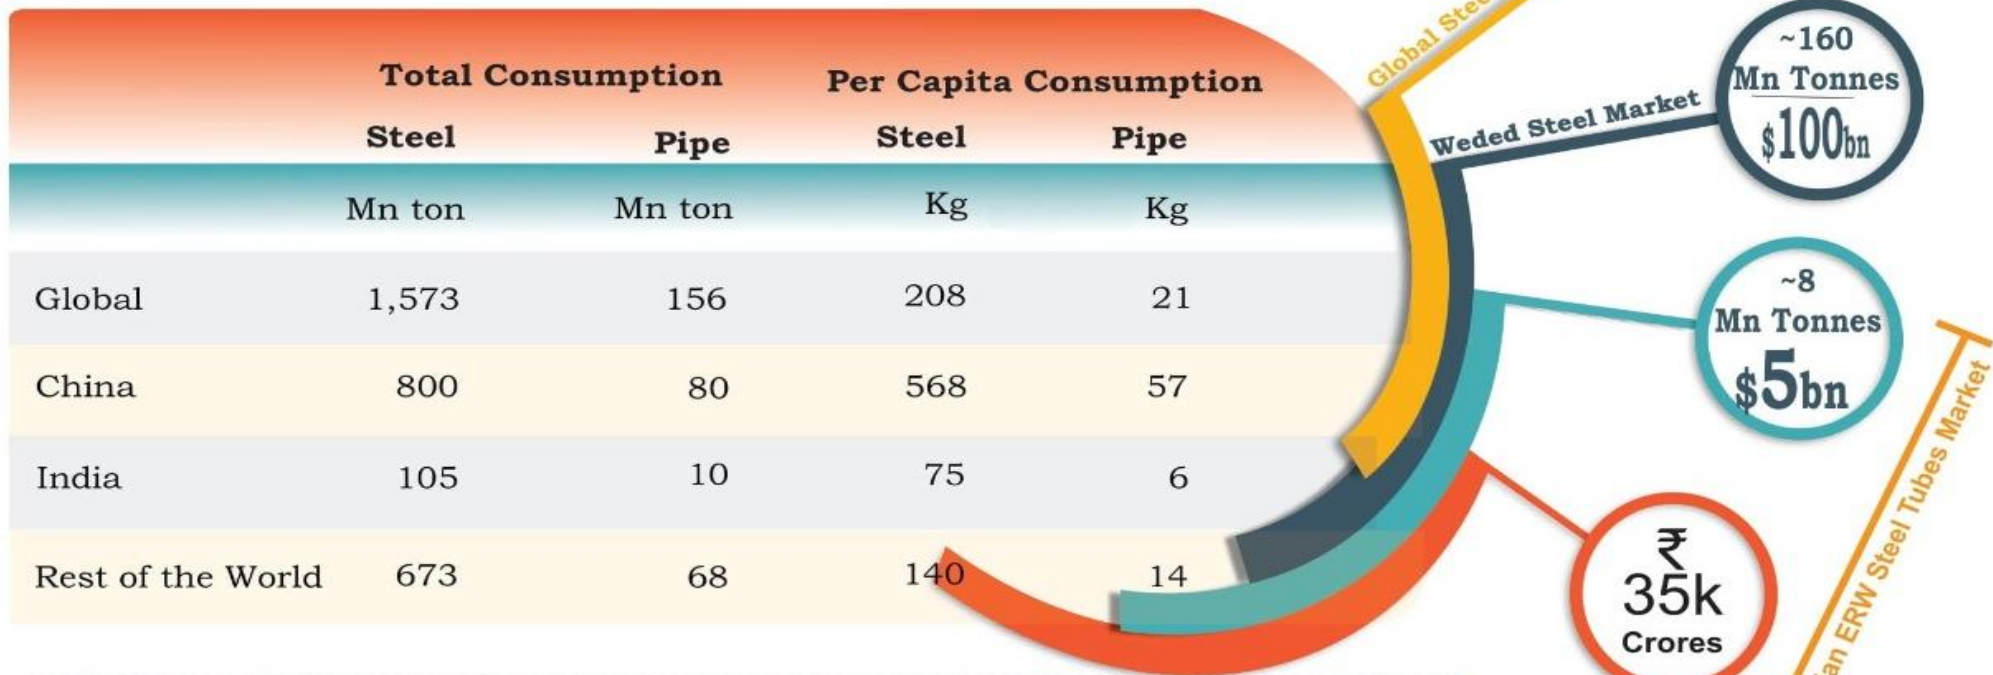 Total Consumption Per Capita Consumption
Steel Pipe Steel Pipe
Mn ton Mn ton Kg Kg
Global 1,573 156 208 21
China 800 80 568 57
India 105 10 75 6
Rest of the World 673 68 140 14
Global
Weded Steel Market
~160
Mn Tonnes
$100bn
~8
Mn Tonnes
$5bn
₹
35k
Crores
ERW Steel Tubes Market